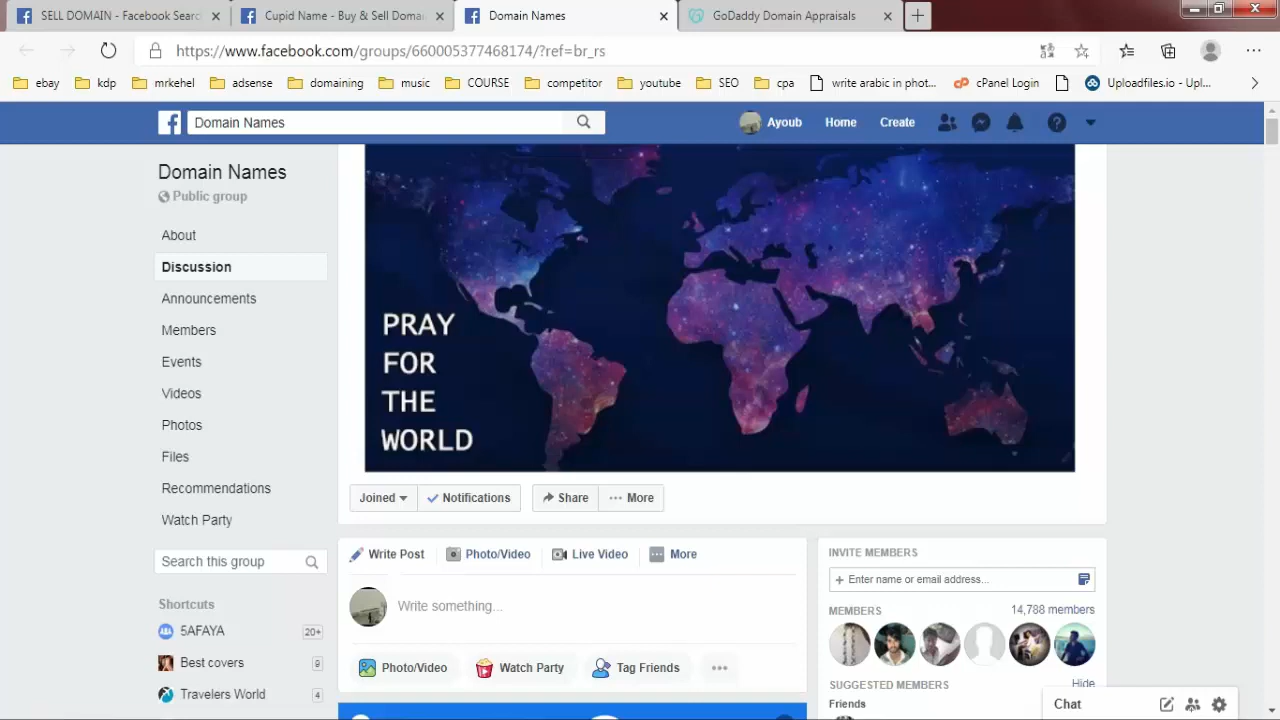 SELL DOMAIN - Facebook Searc
Cupid Name - Buy & Sell Domai
Domain Names
GoDaddy Domain Appraisals
https://www.facebook.com/groups/660005377468174/?ref=br_rs
ebay
kdp
mrkehel
adsense
domaining
music
COURSE
competitor
youtube
SEO
cpa
write arabic in phot...
cPanel Login
Uploadfiles.io - Upl...
Domain Names
Ayoub
Home
Create
Domain Names
Public group
About
Discussion
Announcements
Members
Events
Videos
Photos
Files
Recommendations
Watch Party
Search this group
Shortcuts
5AFAYA 20+
Best covers 9
Travelers World 4
PRAY
FOR
THE
WORLD
Joined
Notifications
Share
More
Write Post
Photo/Video
Live Video
More
Write something...
Photo/Video
Watch Party
Tag Friends
INVITE MEMBERS
+ Enter name or email address...
MEMBERS 14,788 members
SUGGESTED MEMBERS Hide
Friends
Chat